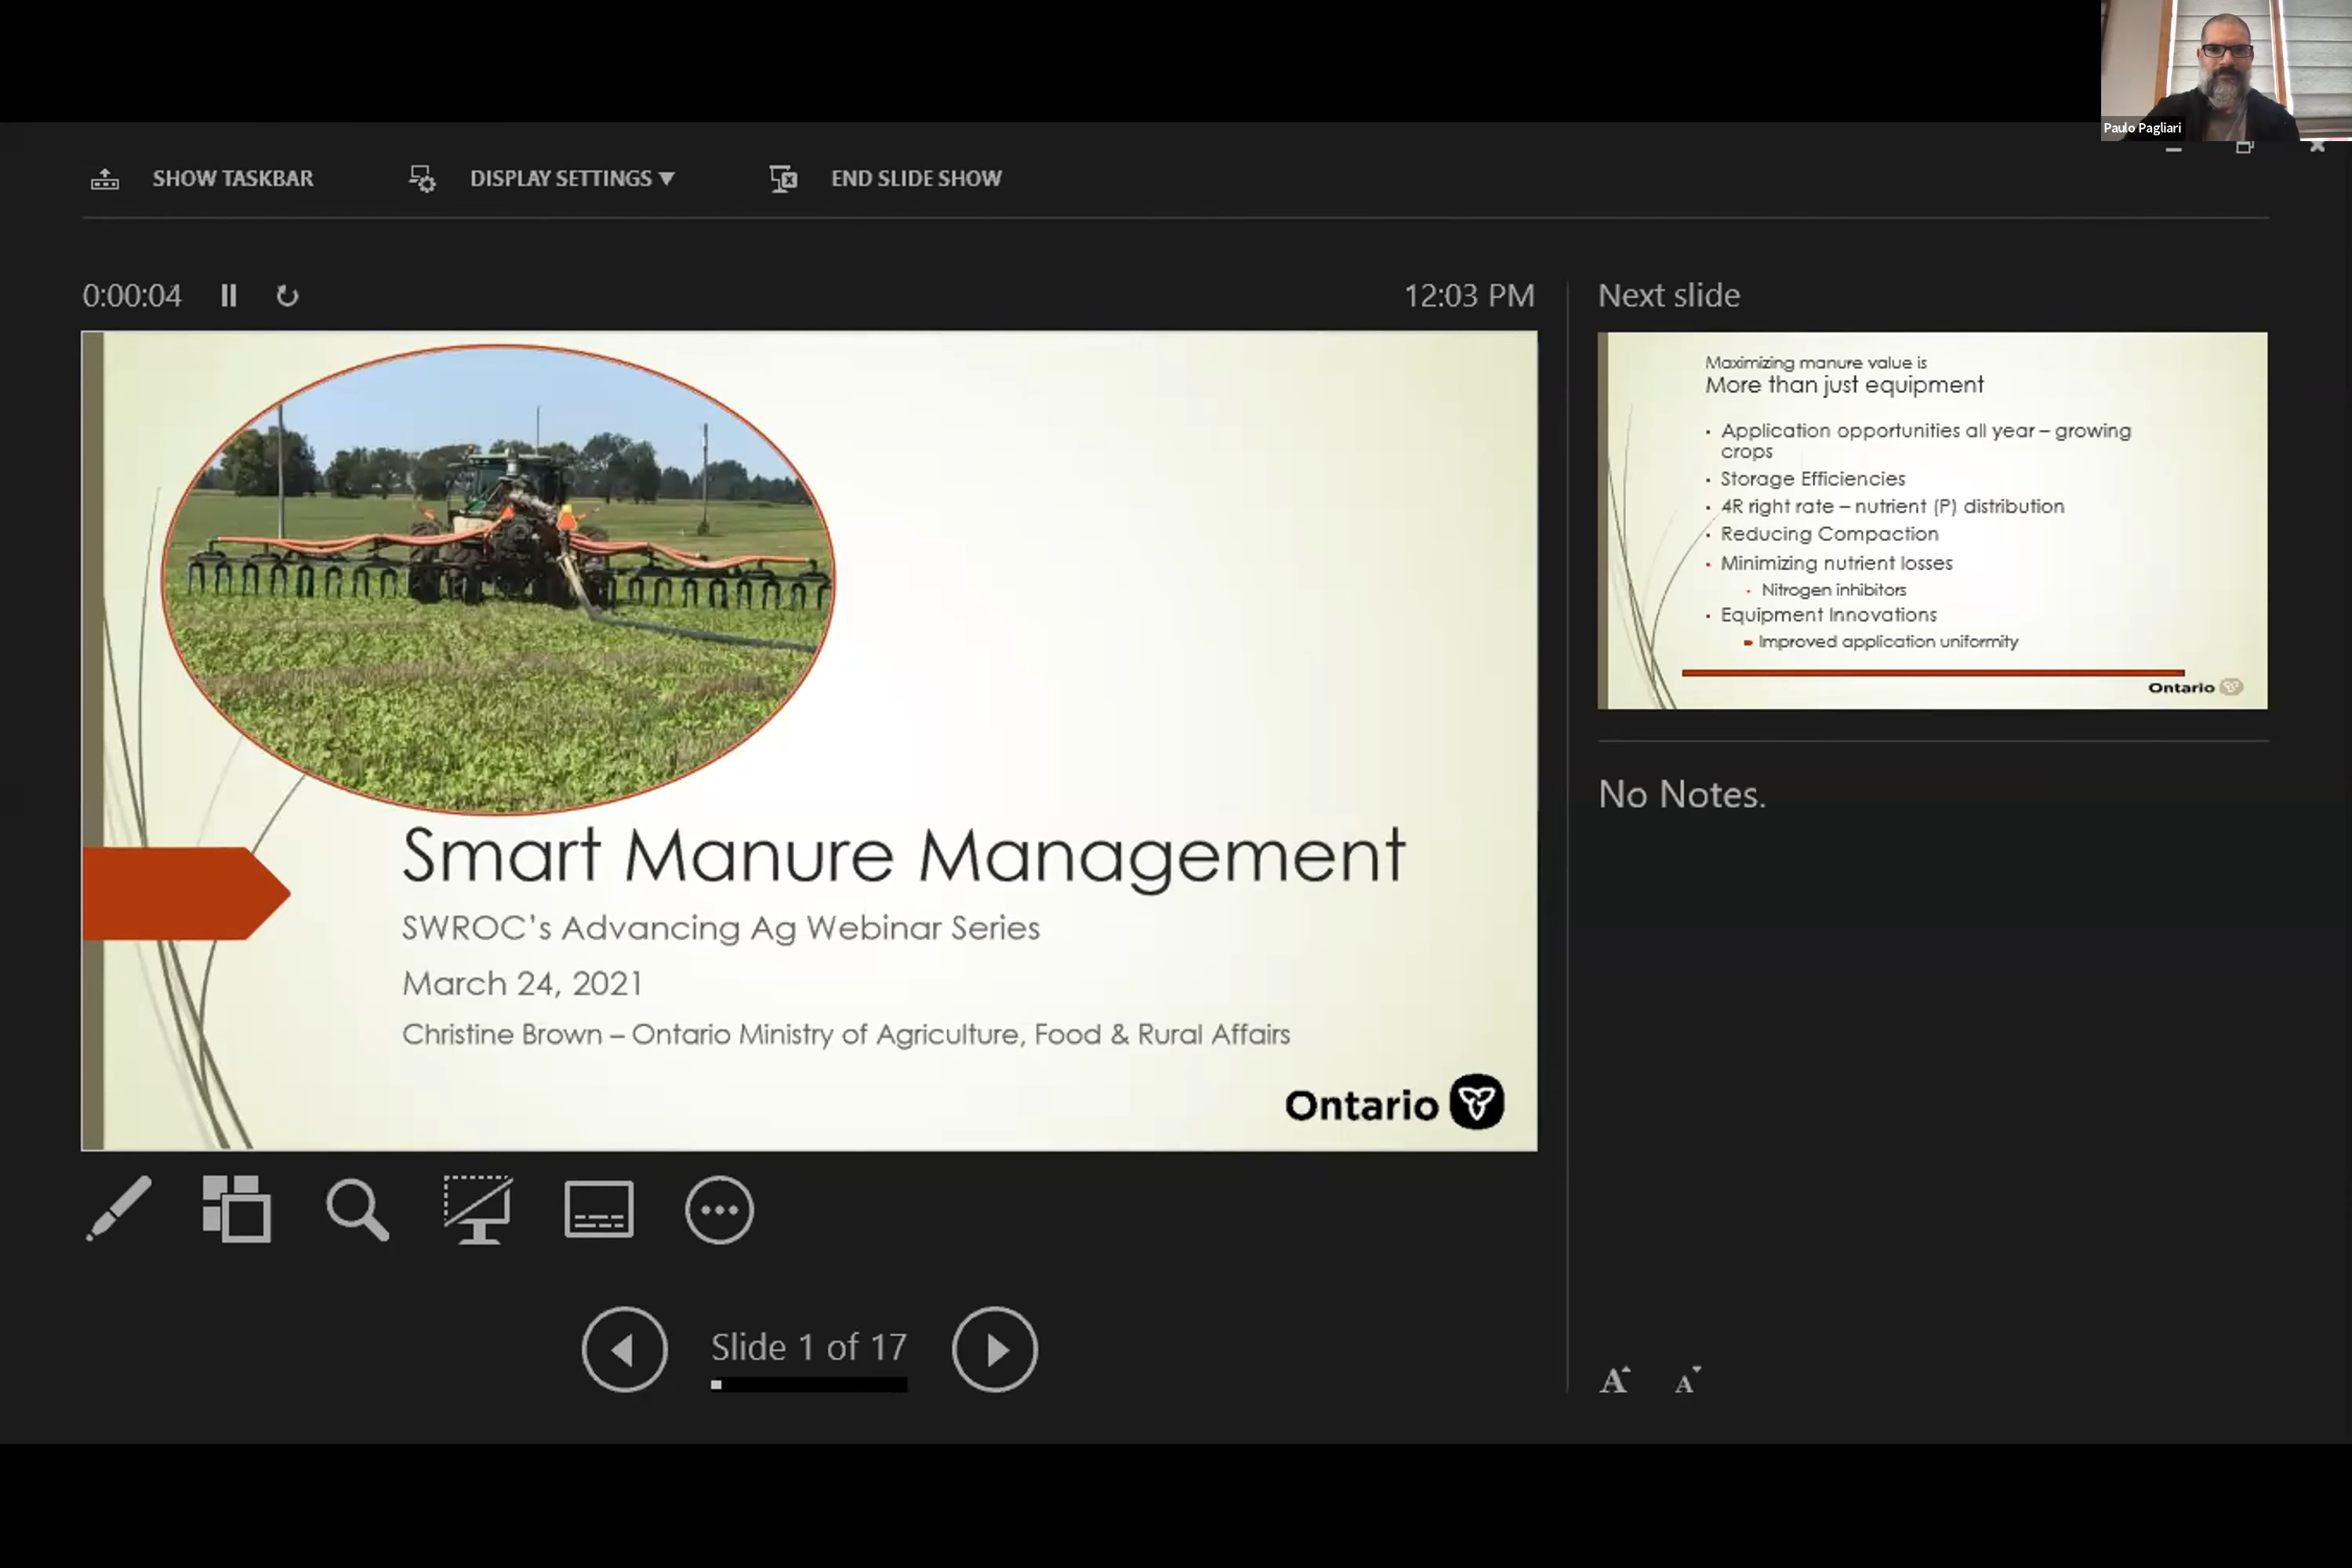 Paulo Pagliari
SHOW TASKBAR
DISPLAY SETTINGS
END SLIDE SHOW
0:00:04
12:03 PM
Next slide
Smart Manure Management
SWROC's Advancing Ag Webinar Series
March 24, 2021
Christine Brown – Ontario Ministry of Agriculture, Food & Rural Affairs
Ontario
Maximizing manure value is
More than just equipment
Application opportunities all year – growing
crops
Storage Efficiencies
4R right rate – nutrient (P) distribution
Reducing Compaction
Minimizing nutrient losses
Nitrogen inhibitors
Equipment Innovations
Improved application uniformity
Ontario
No Notes.
Slide 1 of 17
A A